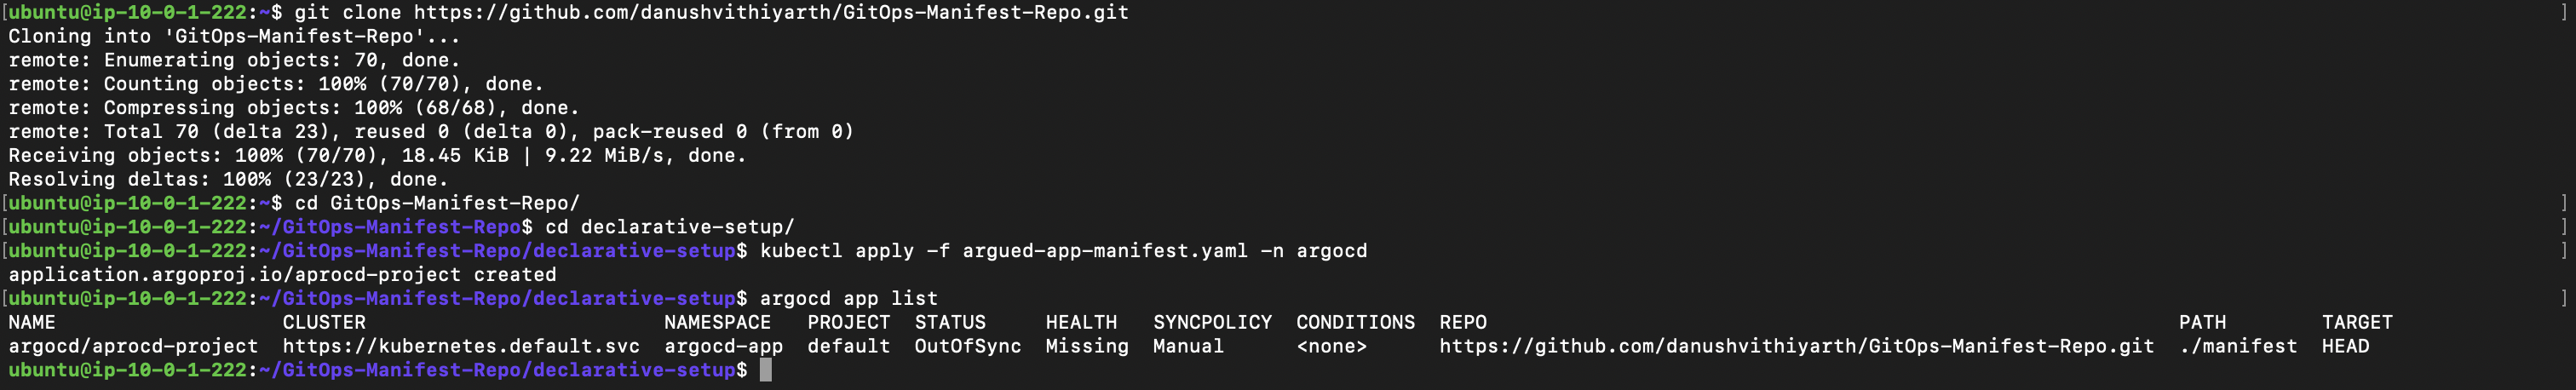 [ubuntu@ip-10-0-1-222:~$ git clone https://github.com/danushvithiyarth/GitOps-Manifest-Repo.git ]
Cloning into 'GitOps-Manifest-Repo'...
remote: Enumerating objects: 70, done.
remote: Counting objects: 100% (70/70), done.
remote: Compressing objects: 100% (68/68), done.
remote: Total 70 (delta 23), reused 0 (delta 0), pack-reused 0 (from 0)
Receiving objects: 100% (70/70), 18.45 KiB | 9.22 MiB/s, done.
Resolving deltas: 100% (23/23), done.
[ubuntu@ip-10-0-1-222:~$ cd GitOps-Manifest-Repo/ ]
[ubuntu@ip-10-0-1-222:~/GitOps-Manifest-Repo$ cd declarative-setup/ ]
[ubuntu@ip-10-0-1-222:~/GitOps-Manifest-Repo/declarative-setup$ kubectl apply -f argued-app-manifest.yaml -n argocd ]
application.argoproj.io/aprocd-project created
[ubuntu@ip-10-0-1-222:~/GitOps-Manifest-Repo/declarative-setup$ argocd app list ]
NAME CLUSTER NAMESPACE PROJECT STATUS HEALTH SYNCPOLICY CONDITIONS REPO PATH TARGET
argocd/aprocd-project https://kubernetes.default.svc argocd-app default OutOfSync Missing Manual <none> https://github.com/danushvithiyarth/GitOps-Manifest-Repo.git ./manifest HEAD
ubuntu@ip-10-0-1-222:~/GitOps-Manifest-Repo/declarative-setup$